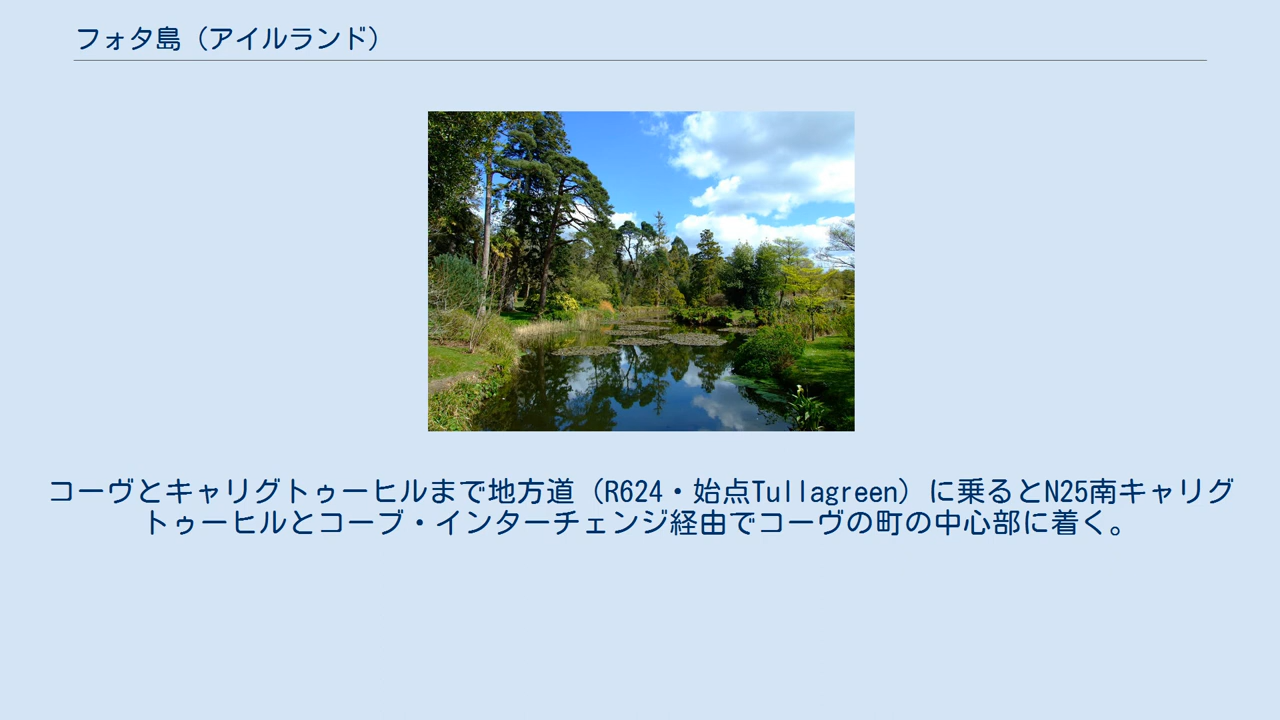 フォタ島（アイルランド）
コーヴとキャリグトゥーヒルまで地方道（R624・始点Tullagreen）に乗るとN25南キャリグ
トゥーヒルとコーブ・インターチェンジ経由でコーヴの町の中心部に着く。